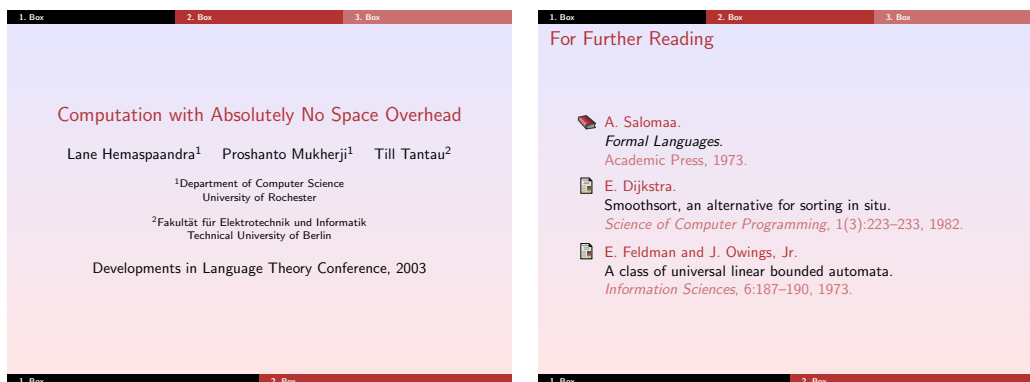 1. Box 2. Box 3. Box
Computation with Absolutely No Space Overhead
Lane Hemaspaandra¹ Proshanto Mukherji¹ Till Tantau²
¹Department of Computer Science
University of Rochester
²Fakultät für Elektrotechnik und Informatik
Technical University of Berlin
Developments in Language Theory Conference, 2003
1. Box 2. Box
1. Box 2. Box 3. Box
For Further Reading
A. Salomaa.
Formal Languages.
Academic Press, 1973.
E. Dijkstra.
Smoothsort, an alternative for sorting in situ.
Science of Computer Programming, 1(3):223–233, 1982.
E. Feldman and J. Owings, Jr.
A class of universal linear bounded automata.
Information Sciences, 6:187–190, 1973.
1. Box 2. Box